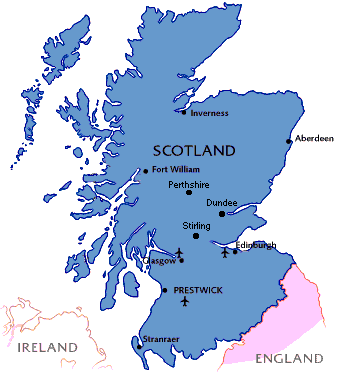 Inverness
Aberdeen
SCOTLAND
Fort William
Perthshire
Dundee
Stirling
Edinburgh
Glasgow
PRESTWICK
Stranraer
IRELAND
ENGLAND